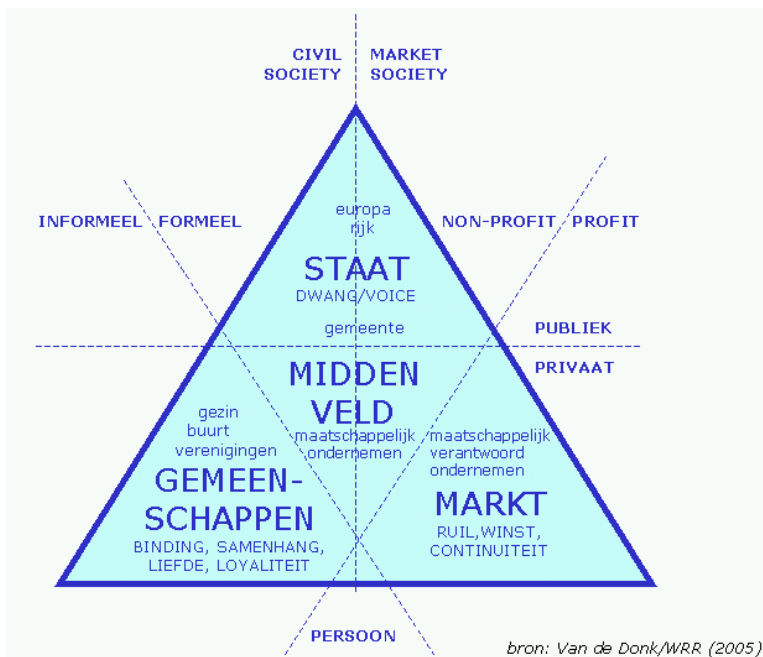 CIVIL
SOCIETY
MARKET
SOCIETY
INFORMEEL
FORMEEL
europa
rijk
NON-PROFIT
PROFIT
STAAT
DWANG/VOICE
gemeente
PUBLIEK
PRIVAAT
MIDDEN
VELD
maatschappelijk
ondernemen
gezin
buurt
verenigingen
GEMEEN-
SCHAPPEN
BINDING, SAMENHANG,
LIEFDE, LOYALITEIT
maatschappelijk
verantwoord
ondernemen
MARKT
RUIL,WINST,
CONTINUITEIT
PERSOON
bron: Van de Donk/WRR (2005)